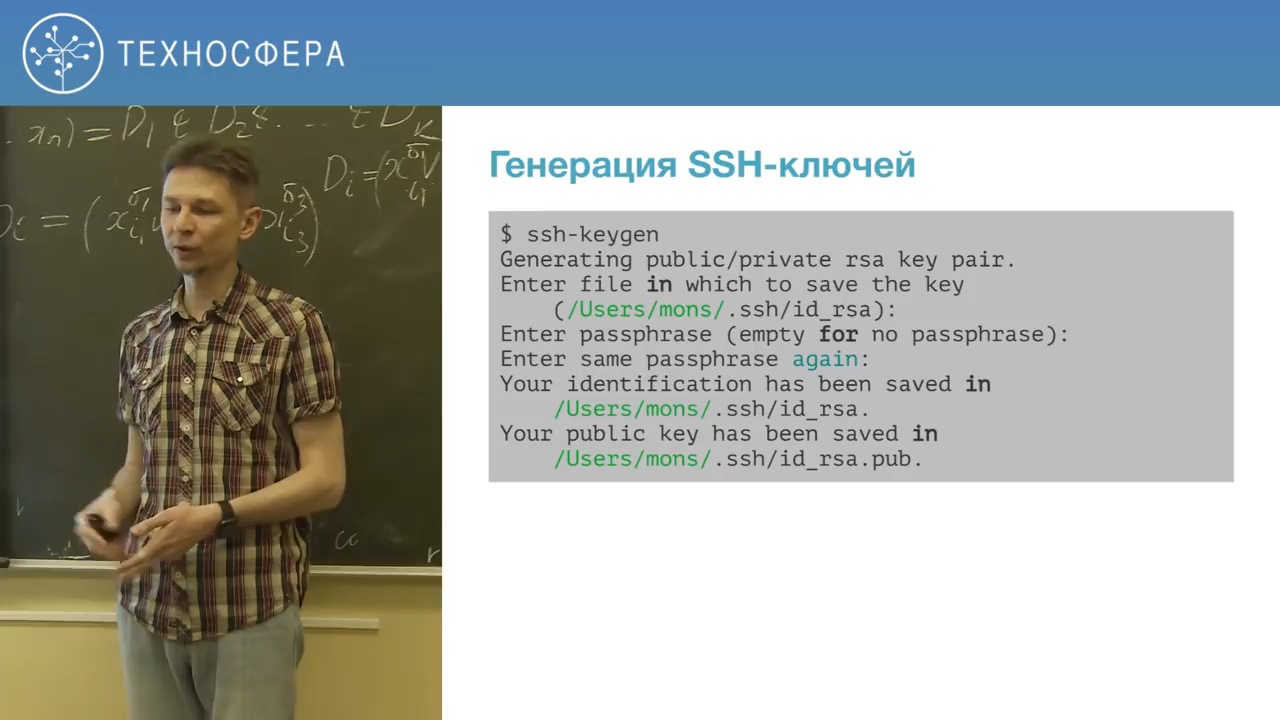 ТЕХНОСФЕРА
Генерация SSH-ключей
$ ssh-keygen
Generating public/private rsa key pair.
Enter file in which to save the key
(/Users/mons/.ssh/id_rsa):
Enter passphrase (empty for no passphrase):
Enter same passphrase again:
Your identification has been saved in
/Users/mons/.ssh/id_rsa.
Your public key has been saved in
/Users/mons/.ssh/id_rsa.pub.